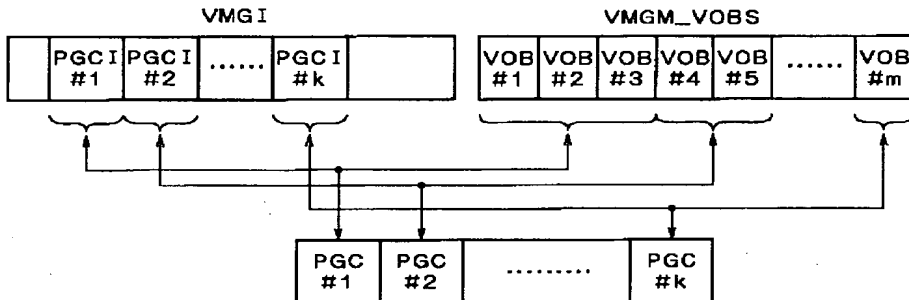 VMGI
VMGM_VOBS
PGCI PGCI ...... PGCI
#1 #2 #k
VOB VOB VOB VOB VOB ...... VOB
#1 #2 #3 #4 #5 #m
PGC PGC ......... PGC
#1 #2 #k